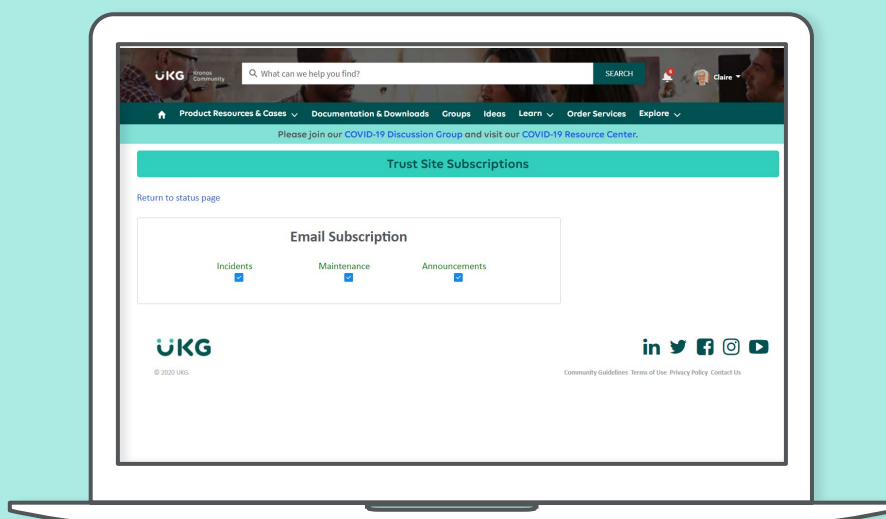 UKG Kronos Community
What can we help you find?
SEARCH
Claire
Product Resources & Cases Documentation & Downloads Groups Ideas Learn Order Services Explore
Please join our COVID-19 Discussion Group and visit our COVID-19 Resource Center.
Trust Site Subscriptions
Return to status page
Email Subscription
Incidents Maintenance Announcements
UKG
© 2020 UKG.
Community Guidelines Terms of Use Privacy Policy Contact Us